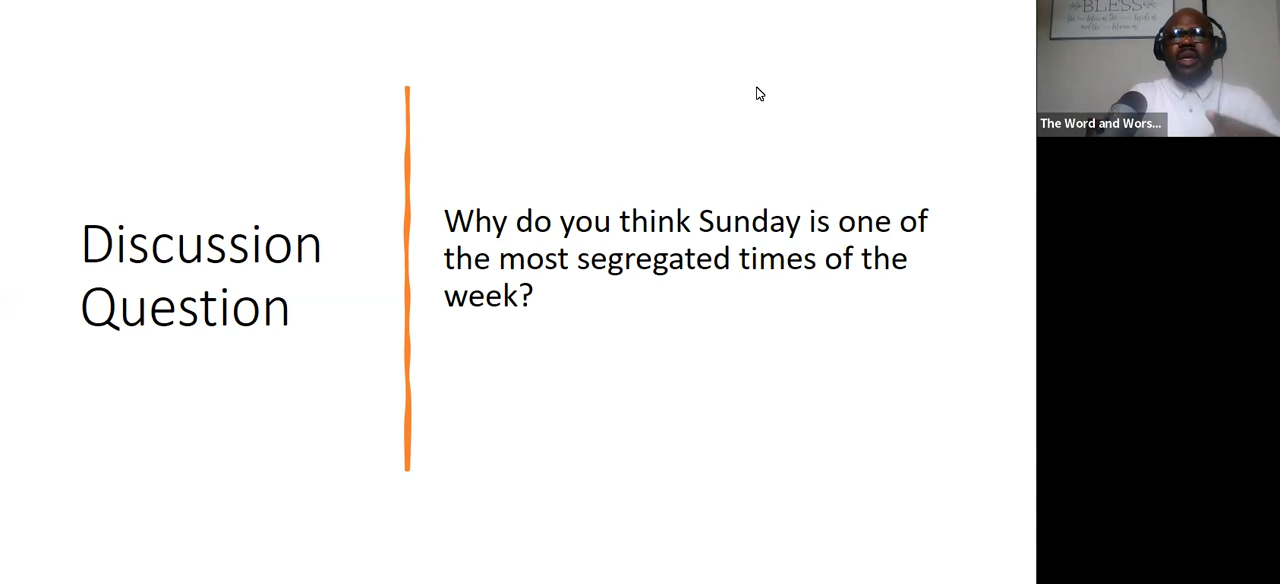 Discussion
Question
Why do you think Sunday is one of
the most segregated times of the
week?
BLESS
The Word and Wors...